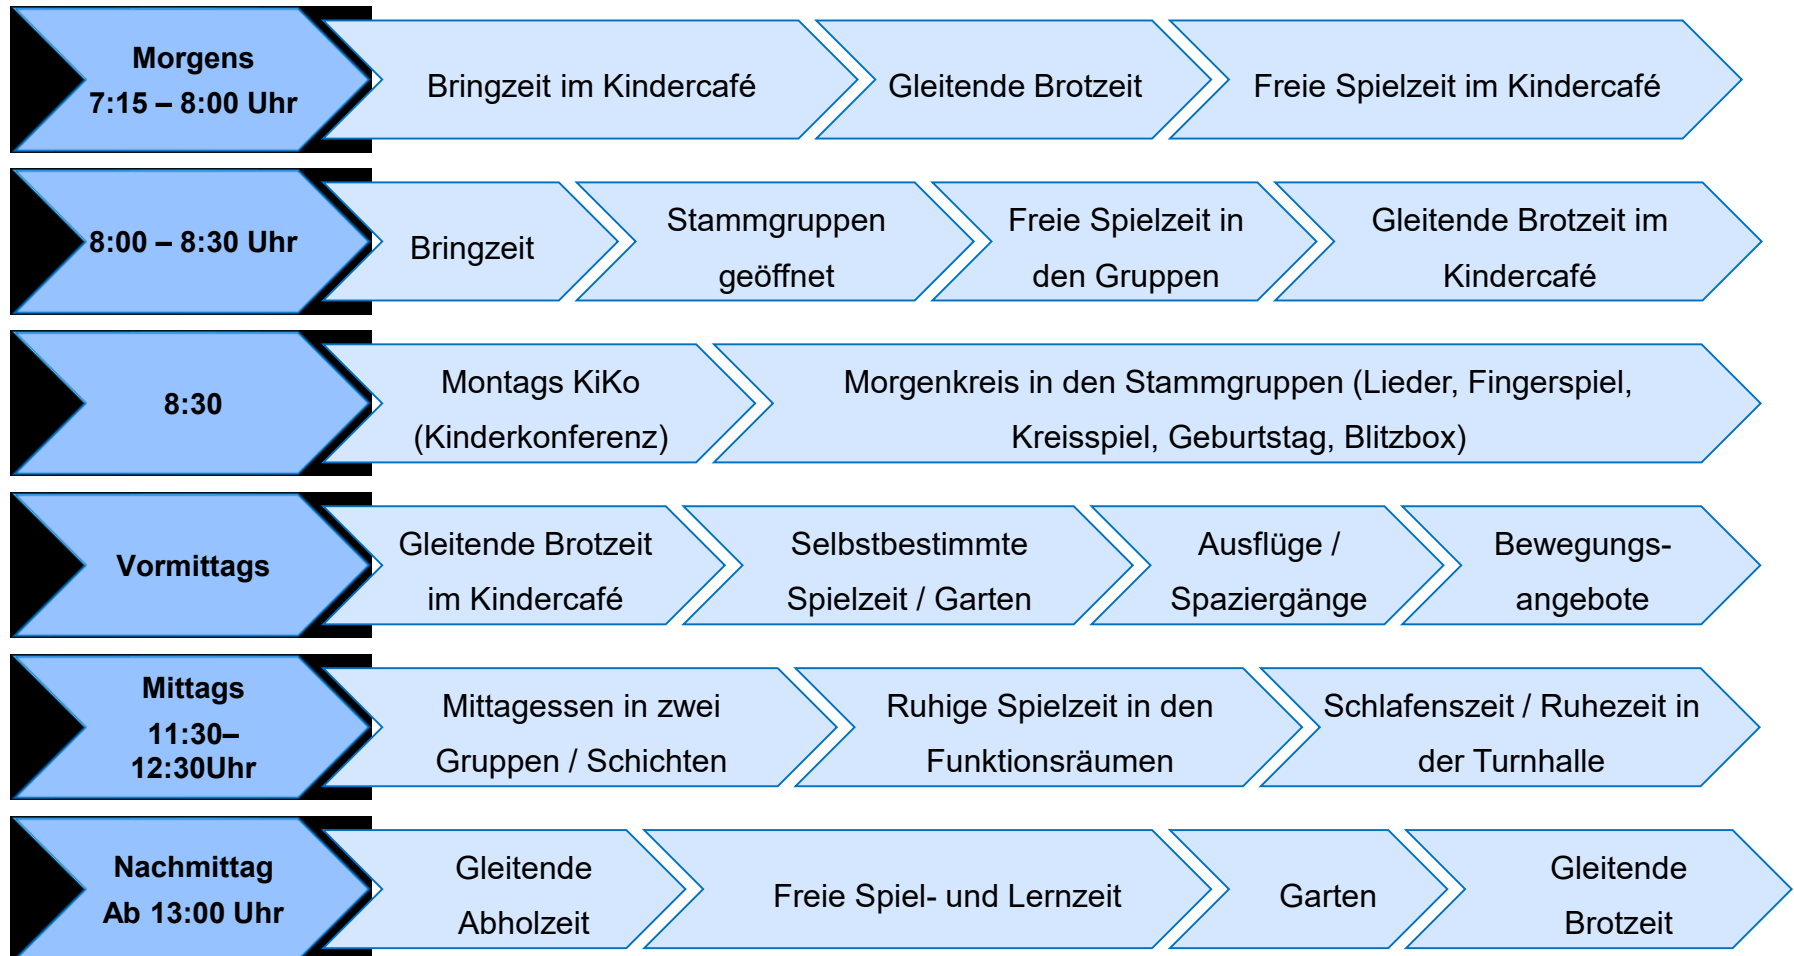 Morgens
7:15 – 8:00 Uhr
Bringzeit im Kindercafé
Gleitende Brotzeit
Freie Spielzeit im Kindercafé
8:00 – 8:30 Uhr
Bringzeit
Stammgruppen
geöffnet
Freie Spielzeit in
den Gruppen
Gleitende Brotzeit im
Kindercafé
8:30
Montags KiKo
(Kinderkonferenz)
Morgenkreis in den Stammgruppen (Lieder, Fingerspiel,
Kreisspiel, Geburtstag, Blitzbox)
Vormittags
Gleitende Brotzeit
im Kindercafé
Selbstbestimmte
Spielzeit / Garten
Ausflüge /
Spaziergänge
Bewegungs-
angebote
Mittags
11:30–
12:30Uhr
Mittagessen in zwei
Gruppen / Schichten
Ruhige Spielzeit in den
Funktionsräumen
Schlafenszeit / Ruhezeit in
der Turnhalle
Nachmittag
Ab 13:00 Uhr
Gleitende
Abholzeit
Freie Spiel- und Lernzeit
Garten
Gleitende
Brotzeit